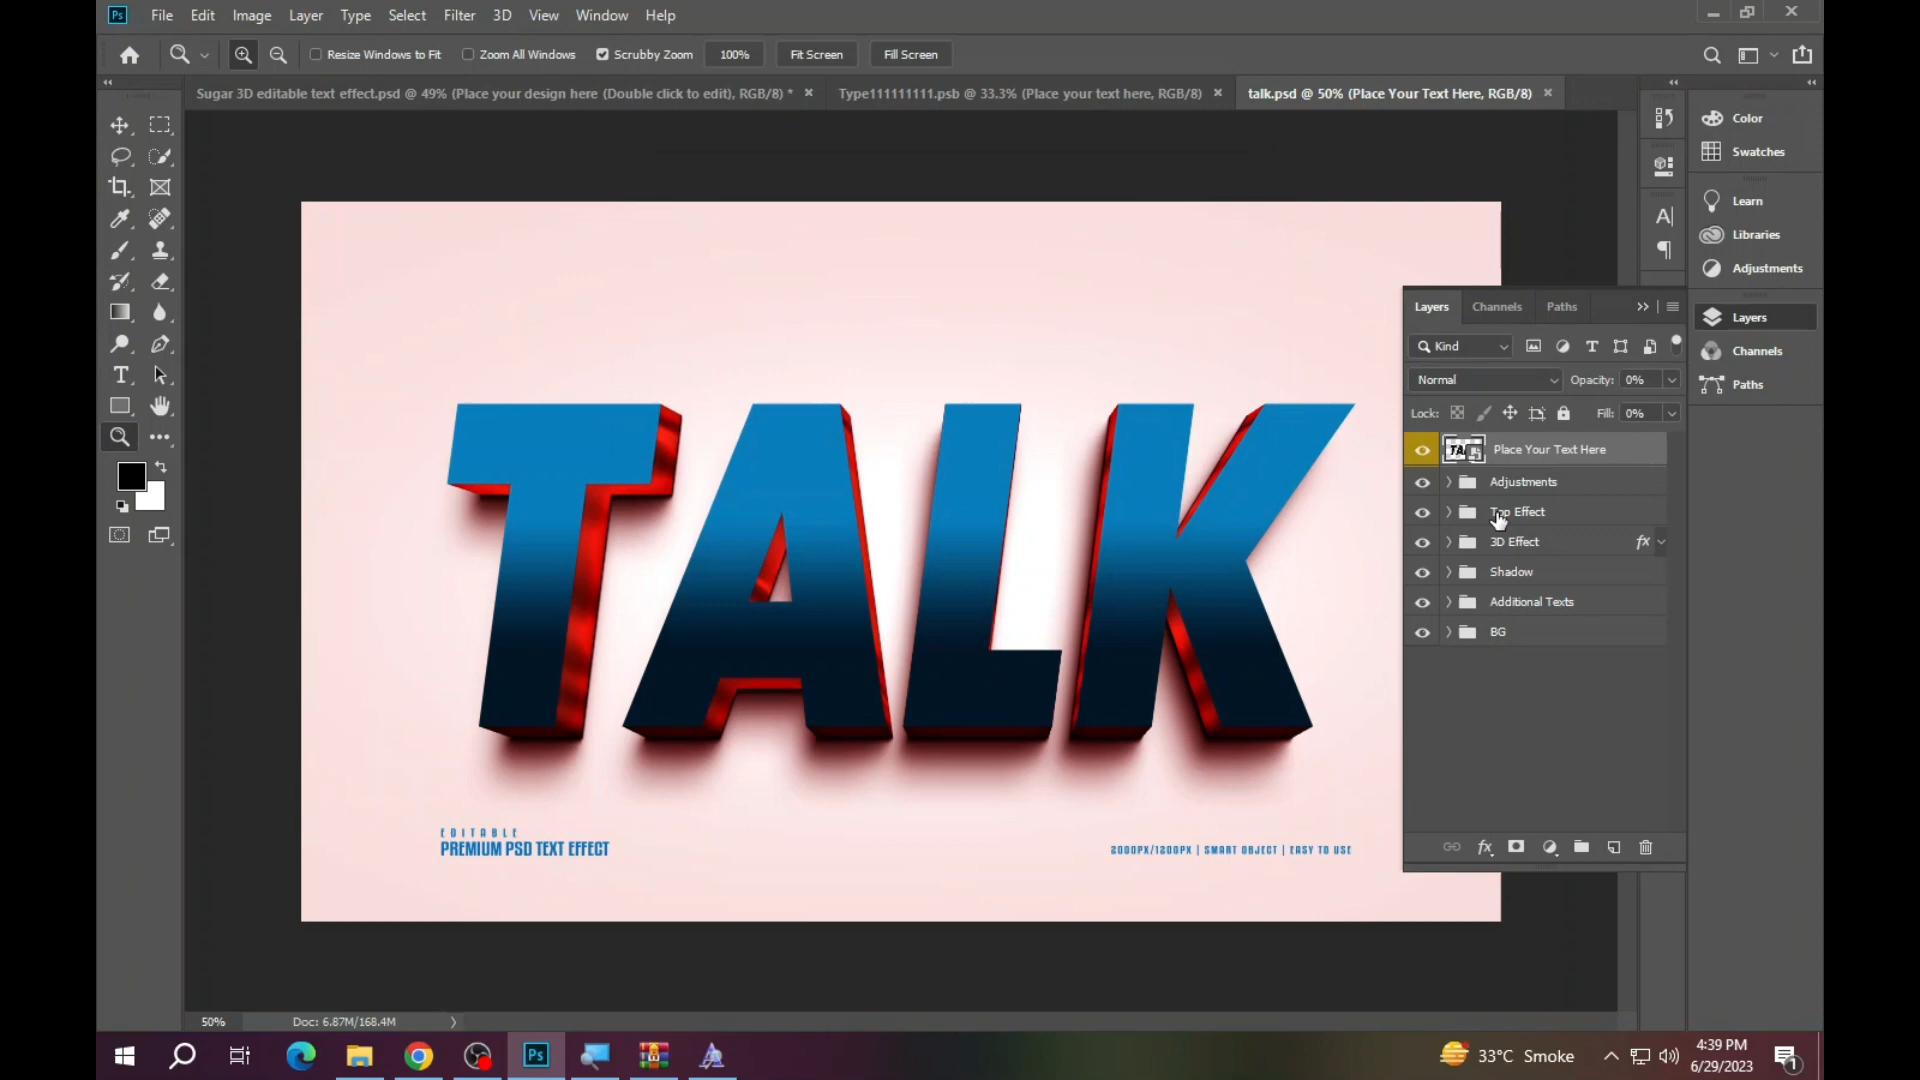 Ps File Edit Image Layer Type Select Filter 3D View Window Help
Resize Windows to Fit Zoom All Windows Scrubby Zoom 100% Fit Screen Fill Screen
Sugar 3D editable text effect.psd @ 49% (Place your design here (Double click to edit), RGB/8) * × Type111111111.psb @ 33.3% (Place your text here, RGB/8) × talk.psd @ 50% (Place Your Text Here, RGB/8) ×
Color
Swatches
Learn
Libraries
Adjustments
Layers
Channels
Paths
Layers Channels Paths
Kind
Normal Opacity: 0%
Lock: Fill: 0%
TA Place Your Text Here
Adjustments
Top Effect
3D Effect fx
Shadow
Additional Texts
BG
fx
TALK
EDITABLE
PREMIUM PSD TEXT EFFECT
2000PX/1200PX | SMART OBJECT | EASY TO USE
50% Doc: 6.87M/168.4M
Ps
33°C Smoke
4:39 PM
6/29/2023
1